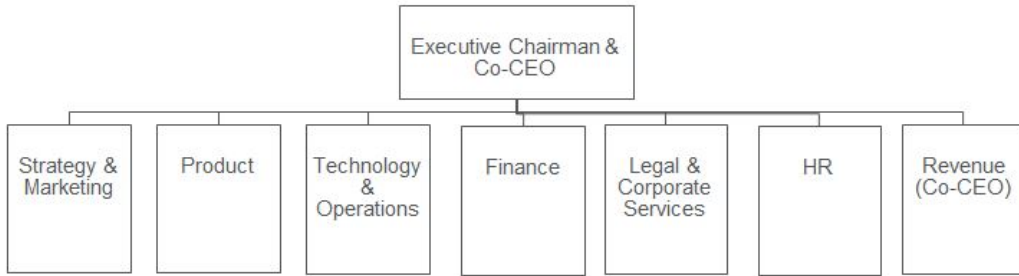 Executive Chairman &
Co-CEO
Strategy &
Marketing
Product
Technology
&
Operations
Finance
Legal &
Corporate
Services
HR
Revenue
(Co-CEO)